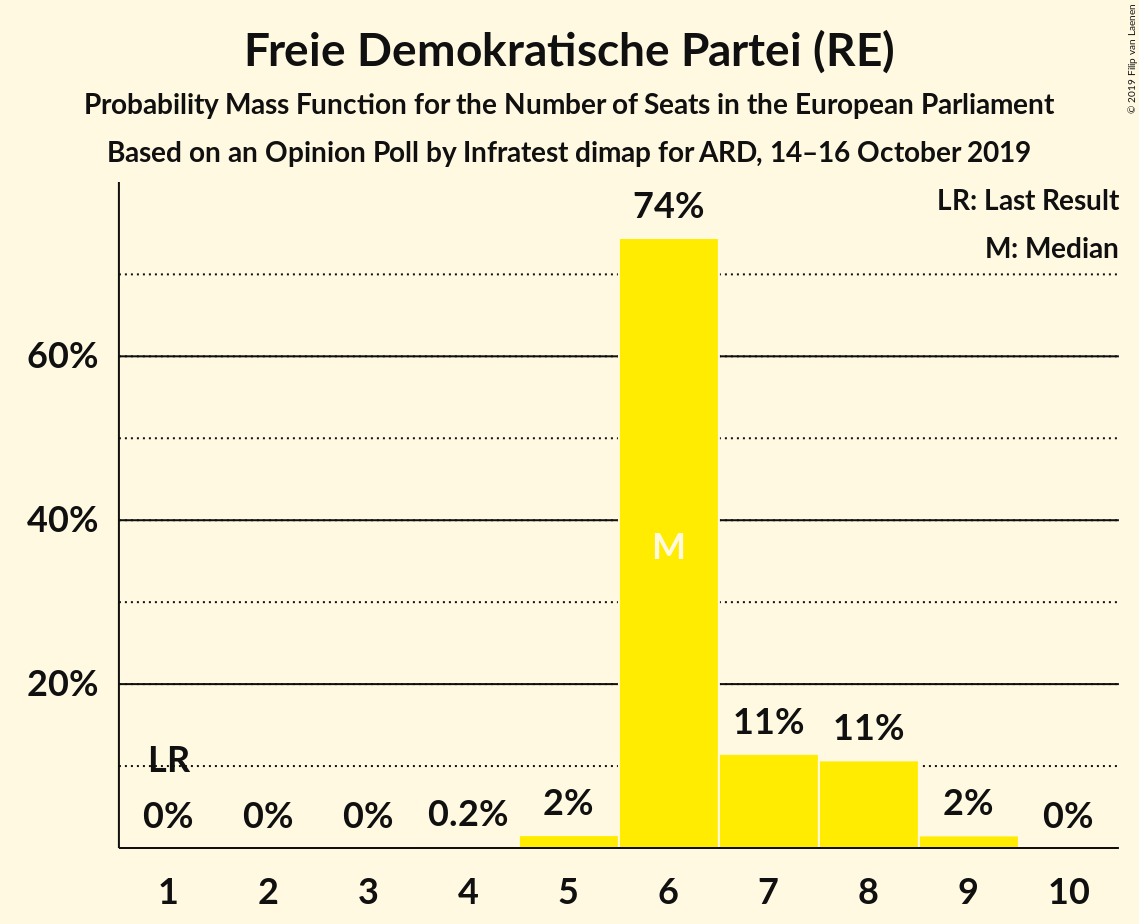 Freie Demokratische Partei (RE)
Probability Mass Function for the Number of Seats in the European Parliament
Based on an Opinion Poll by Infratest dimap for ARD, 14–16 October 2019
© 2019 Filip van Laenen
LR: Last Result
M: Median
74%
60%
40%
M
20%
11%
11%
LR
0%
0%
0%
0.2%
2%
2%
0%
1 2 3 4 5 6 7 8 9 10